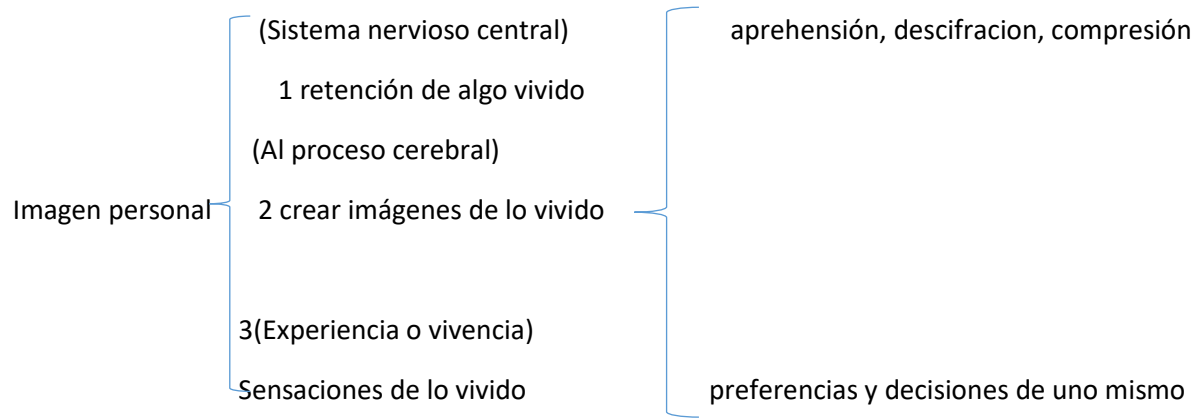 (Sistema nervioso central)
aprehensión, descifracion, compresión
1 retención de algo vivido
(Al proceso cerebral)
Imagen personal
2 crear imágenes de lo vivido
3(Experiencia o vivencia)
Sensaciones de lo vivido
preferencias y decisiones de uno mismo